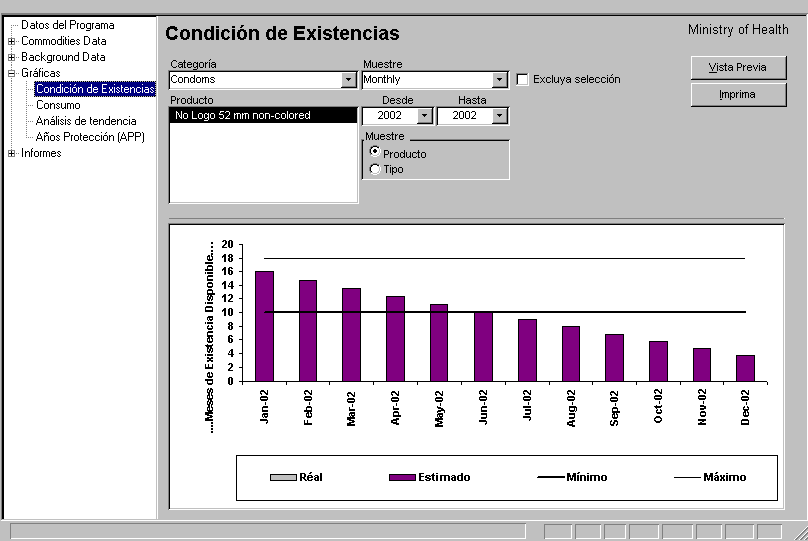 Datos del Programa
Commodities Data
Background Data
Gráficas
Condición de Existencias
Consumo
Análisis de tendencia
Años Protección (APP)
Informes
Condición de Existencias
Ministry of Health
Categoría
Muestre
Condoms
Monthly
Excluya selección
Vista Previa
Imprima
Producto
Desde
Hasta
No Logo 52 mm non-colored
2002
2002
Muestre
Producto
Tipo
....Meses de Existencia Disponible....
20
18
16
14
12
10
8
6
4
2
0
Jan-02
Feb-02
Mar-02
Apr-02
May-02
Jun-02
Jul-02
Aug-02
Sep-02
Oct-02
Nov-02
Dec-02
Réal
Estimado
Mínimo
Máximo